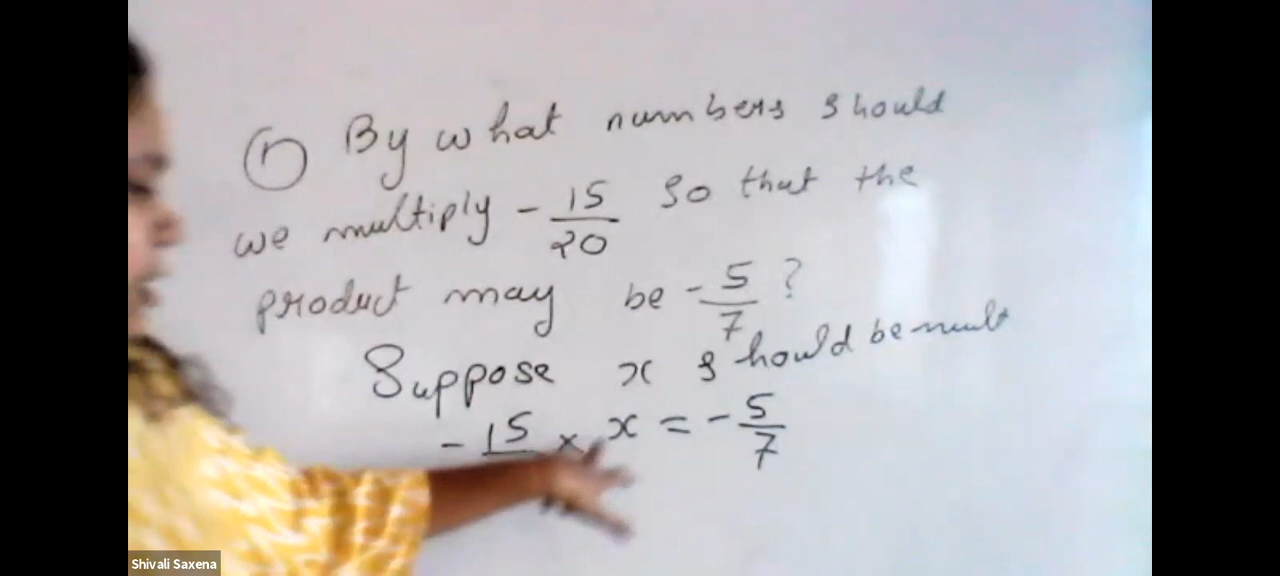 ① By what numbers should
we multiply - 15/20 so that the
product may be - 5/7 ?
Suppose x should be mult
- 15 × x = - 5/7
Shivali Saxena